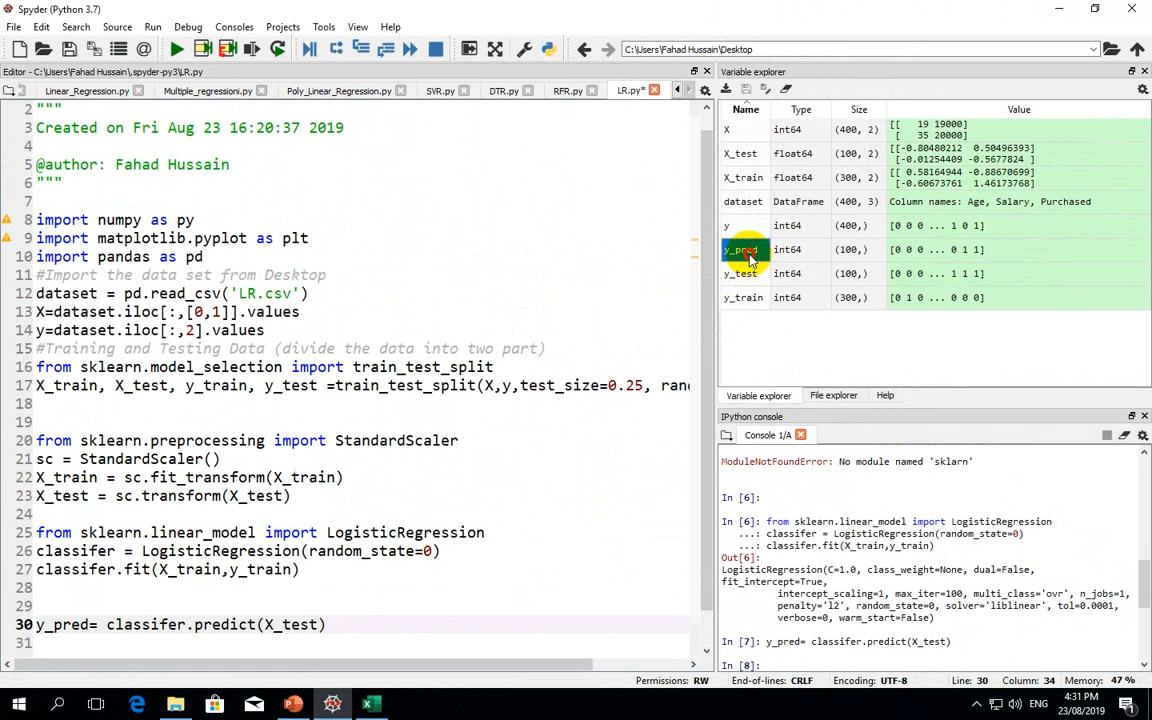 Spyder (Python 3.7)
File Edit Search Source Run Debug Consoles Projects Tools View Help
C:\Users\Fahad Hussain\Desktop
Editor - C:\Users\Fahad Hussain\.spyder-py3\LR.py
Linear_Regression.py Multiple_regressioni.py Poly_Linear_Regression.py SVR.py DTR.py RFR.py LR.py*
2 """
3 Created on Fri Aug 23 16:20:37 2019
4
5 @author: Fahad Hussain
6 """
7
8 import numpy as py
9 import matplotlib.pyplot as plt
10 import pandas as pd
11 #Import the data set from Desktop
12 dataset = pd.read_csv('LR.csv')
13 X=dataset.iloc[:,[0,1]].values
14 y=dataset.iloc[:,2].values
15 #Training and Testing Data (divide the data into two part)
16 from sklearn.model_selection import train_test_split
17 X_train, X_test, y_train, y_test =train_test_split(X,y,test_size=0.25, ran
18
19
20 from sklearn.preprocessing import StandardScaler
21 sc = StandardScaler()
22 X_train = sc.fit_transform(X_train)
23 X_test = sc.transform(X_test)
24
25 from sklearn.linear_model import LogisticRegression
26 classifer = LogisticRegression(random_state=0)
27 classifer.fit(X_train,y_train)
28
29
30 y_pred= classifer.predict(X_test)
31
Variable explorer
Name Type Size Value
X int64 (400, 2) [[ 19 19000]
[ 35 20000]
X_test float64 (100, 2) [[-0.80480212 0.50496393]
[-0.01254409 -0.5677824 ]
X_train float64 (300, 2) [[ 0.58164944 -0.88670699]
[-0.60673761 1.46173768]
dataset DataFrame (400, 3) Column names: Age, Salary, Purchased
y int64 (400,) [0 0 0 ... 1 0 1]
y_pred int64 (100,) [0 0 0 ... 0 1 1]
y_test int64 (100,) [0 0 0 ... 1 1 1]
y_train int64 (300,) [0 1 0 ... 0 0 0]
Variable explorer File explorer Help
IPython console
Console 1/A
ModuleNotFoundError: No module named 'sklarn'
In [6]:
In [6]: from sklearn.linear_model import LogisticRegression
...: classifer = LogisticRegression(random_state=0)
...: classifer.fit(X_train,y_train)
Out[6]:
LogisticRegression(C=1.0, class_weight=None, dual=False,
fit_intercept=True,
intercept_scaling=1, max_iter=100, multi_class='ovr', n_jobs=1,
penalty='l2', random_state=0, solver='liblinear', tol=0.0001,
verbose=0, warm_start=False)
In [7]: y_pred= classifer.predict(X_test)
In [8]:
Permissions: RW End-of-lines: CRLF Encoding: UTF-8 Line: 30 Column: 34 Memory: 47 %
ENG
4:31 PM
23/08/2019
1